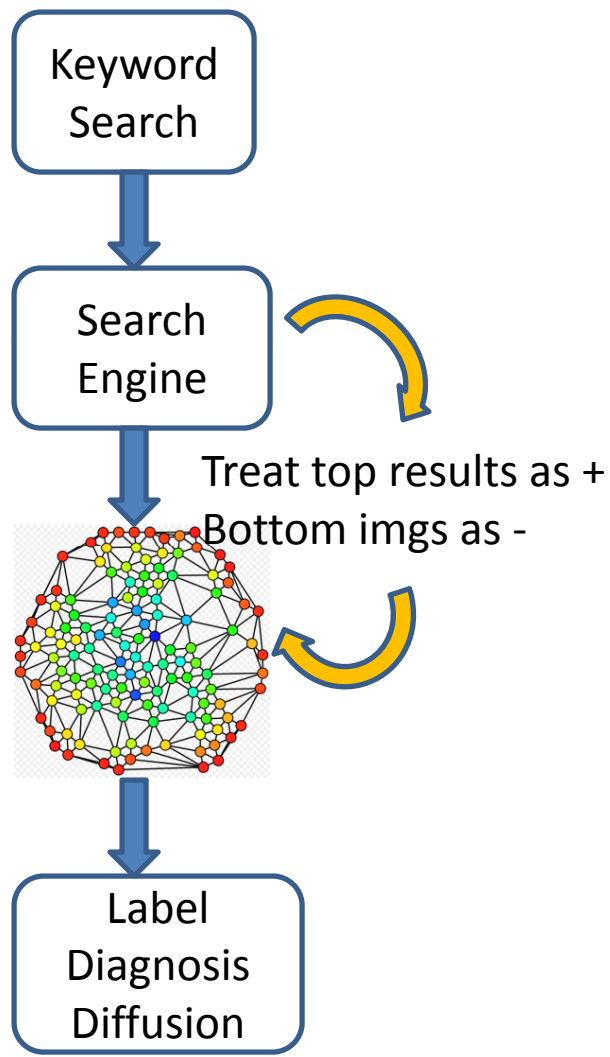 Keyword
Search
Search
Engine
Treat top results as +
Bottom imgs as -
Label
Diagnosis
Diffusion